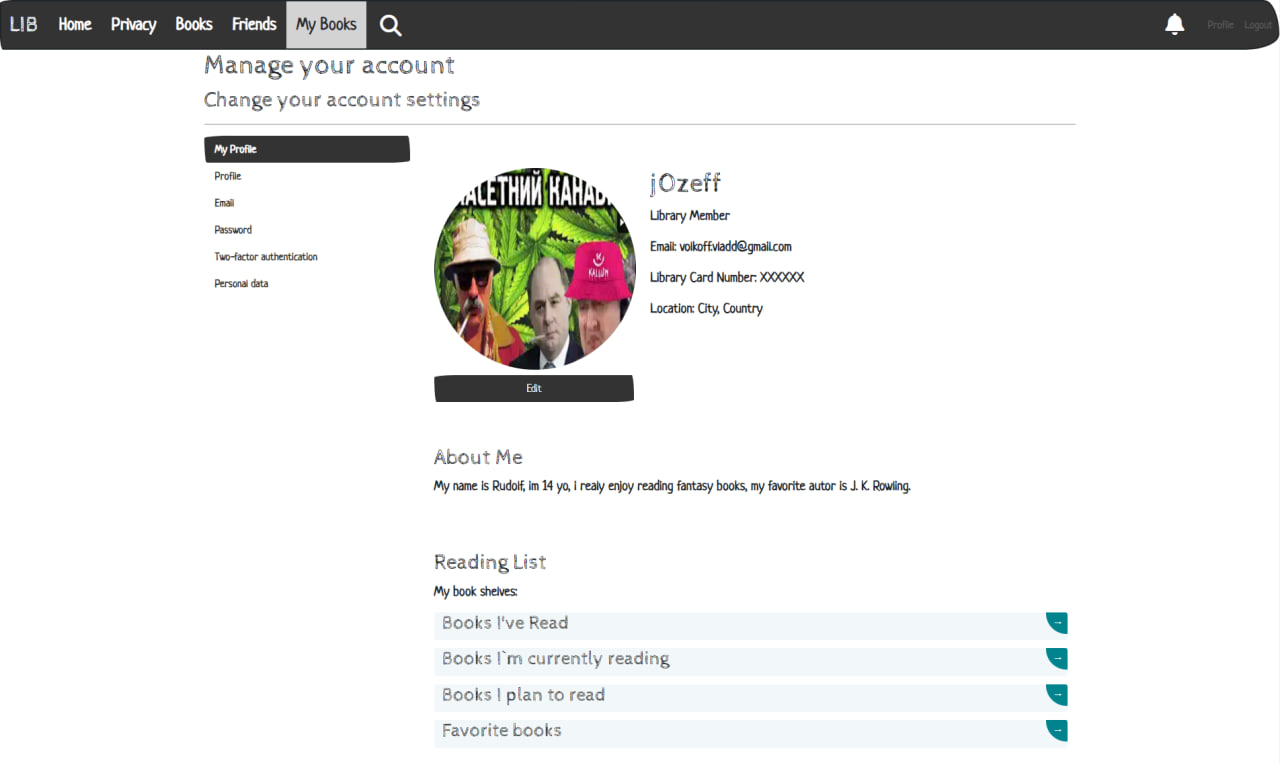 LIB Home Privacy Books Friends My Books Profile Logout
Manage your account
Change your account settings
My Profile
Profile
Email
Password
Two-factor authentication
Personal data
КАСЕТНИЙ КАНАБІ
KALUSH
Edit
jOzeff
Library Member
Email: voikoff.vladd@gmail.com
Library Card Number: XXXXXX
Location: City, Country
About Me
My name is Rudolf, im 14 yo, i realy enjoy reading fantasy books, my favorite autor is J. K. Rowling.
Reading List
My book shelves:
Books I've Read →
Books I`m currently reading →
Books I plan to read →
Favorite books →